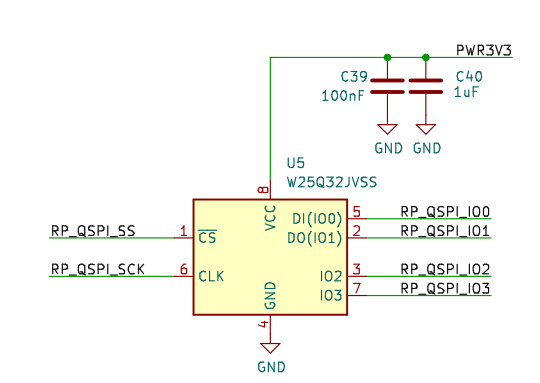 PWR3V3
C39
100nF
C40
1uF
GND
GND
U5
W25Q32JVSS
8
VCC
RP_QSPI_SS
1
CS
RP_QSPI_SCK
6
CLK
DI(IO0)
5
RP_QSPI_IO0
DO(IO1)
2
RP_QSPI_IO1
IO2
3
RP_QSPI_IO2
IO3
7
RP_QSPI_IO3
GND
4
GND